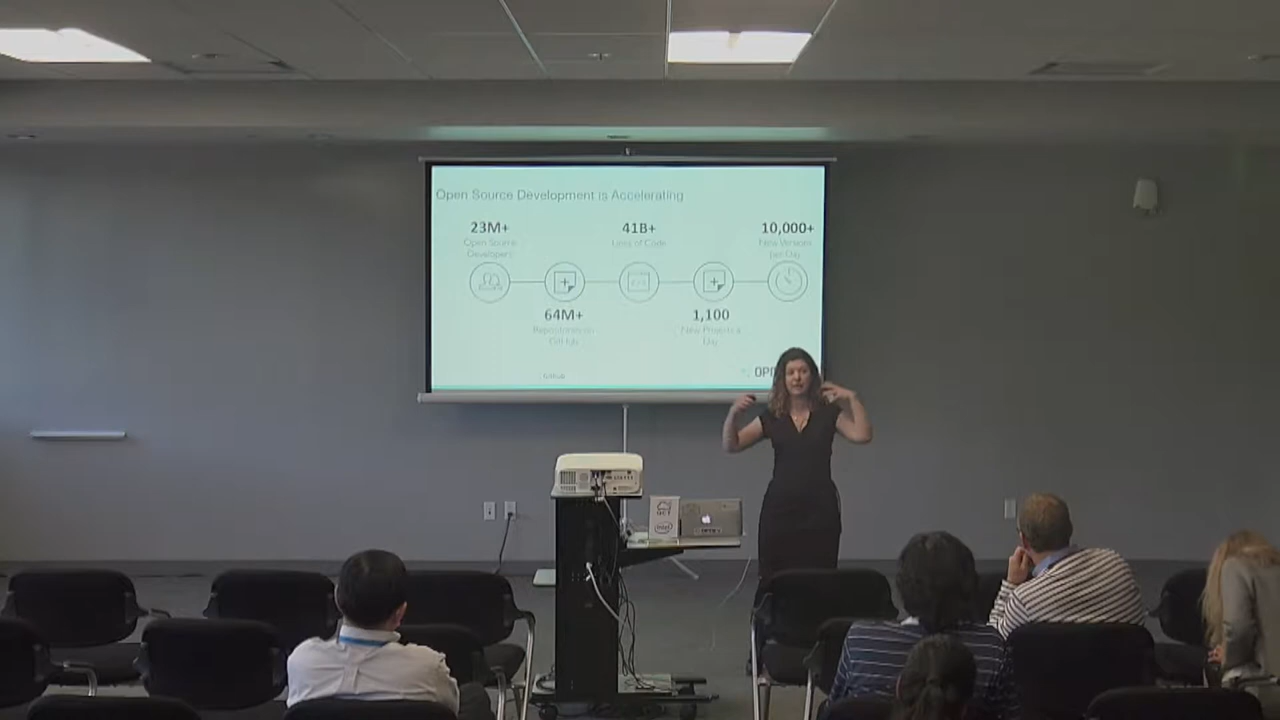 Open Source Development is Accelerating
23M+
Open Source
Developers
41B+
Lines of Code
10,000+
New Versions
per Day
64M+
Repositories on
GitHub
1,100
New Projects a
Day
intel